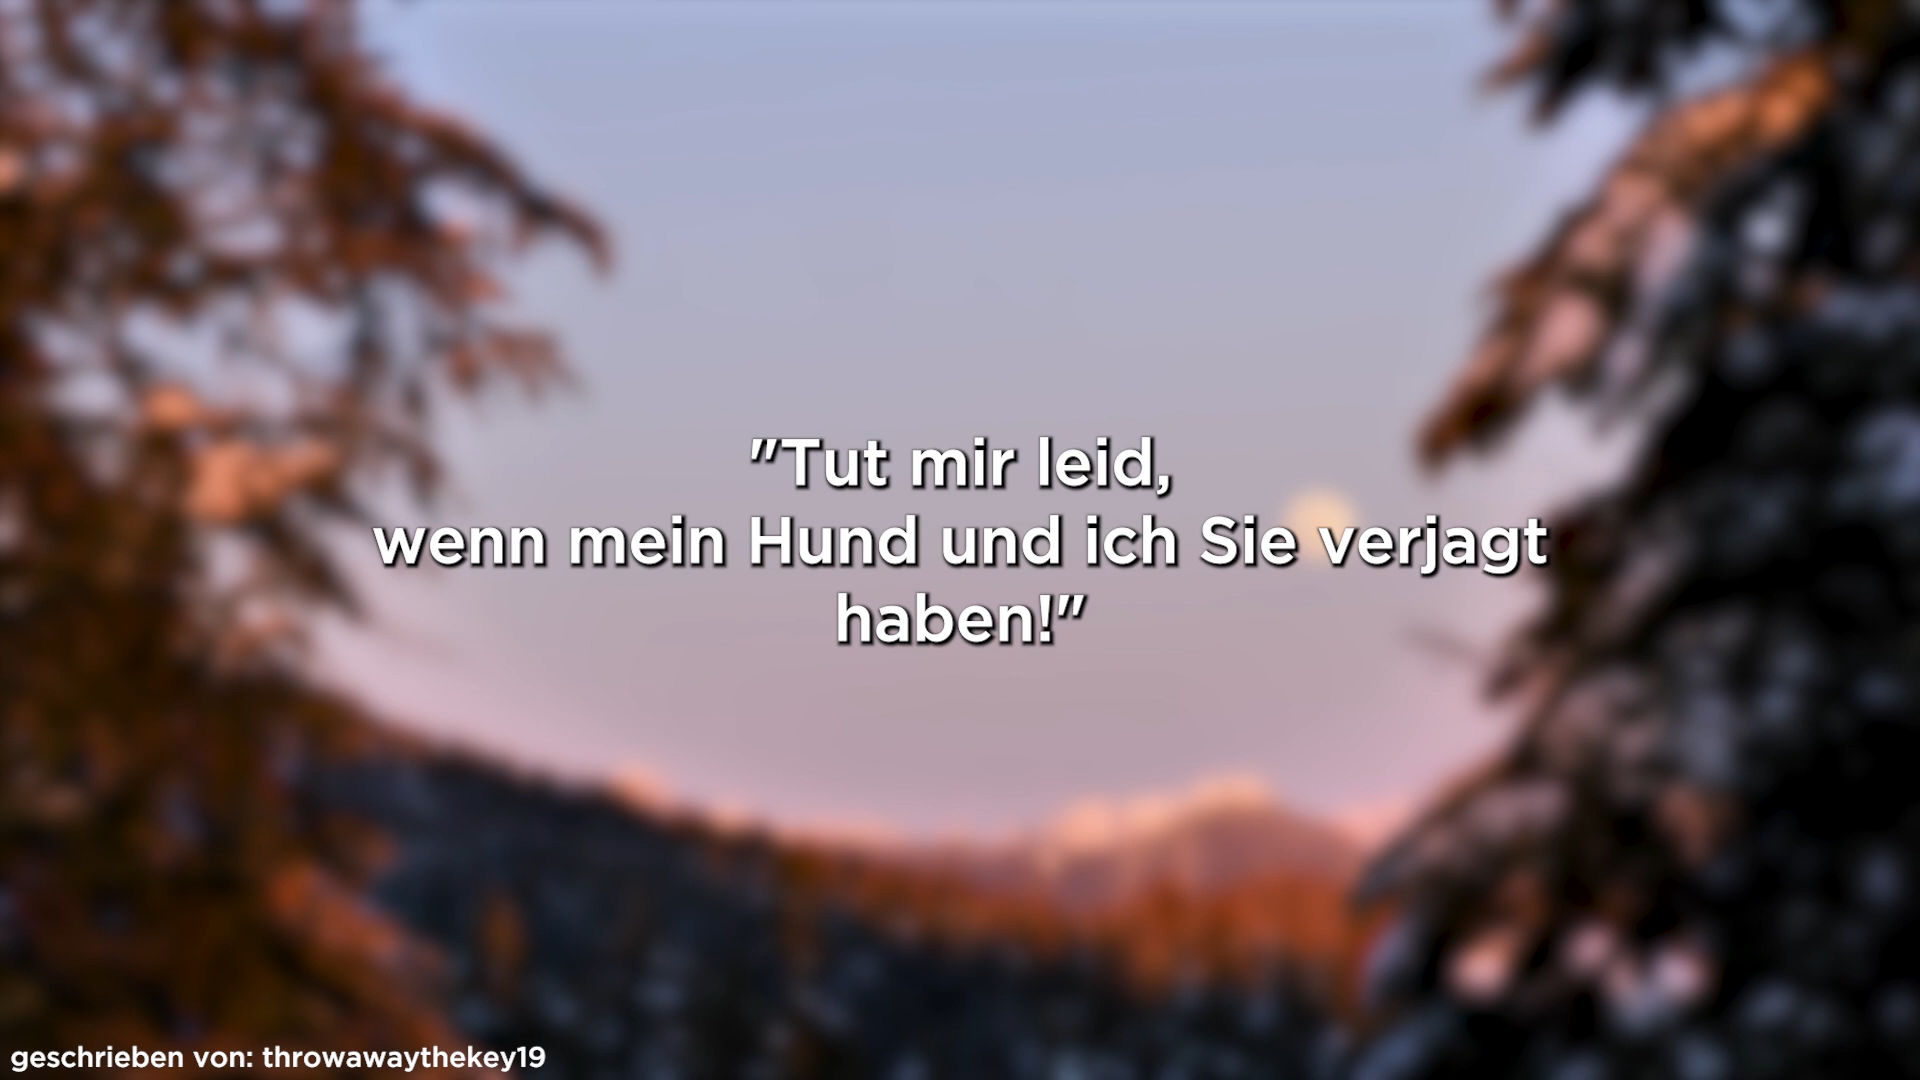 "Tut mir leid,
wenn mein Hund und ich Sie verjagt
haben!"
geschrieben von: throwawaythekey19